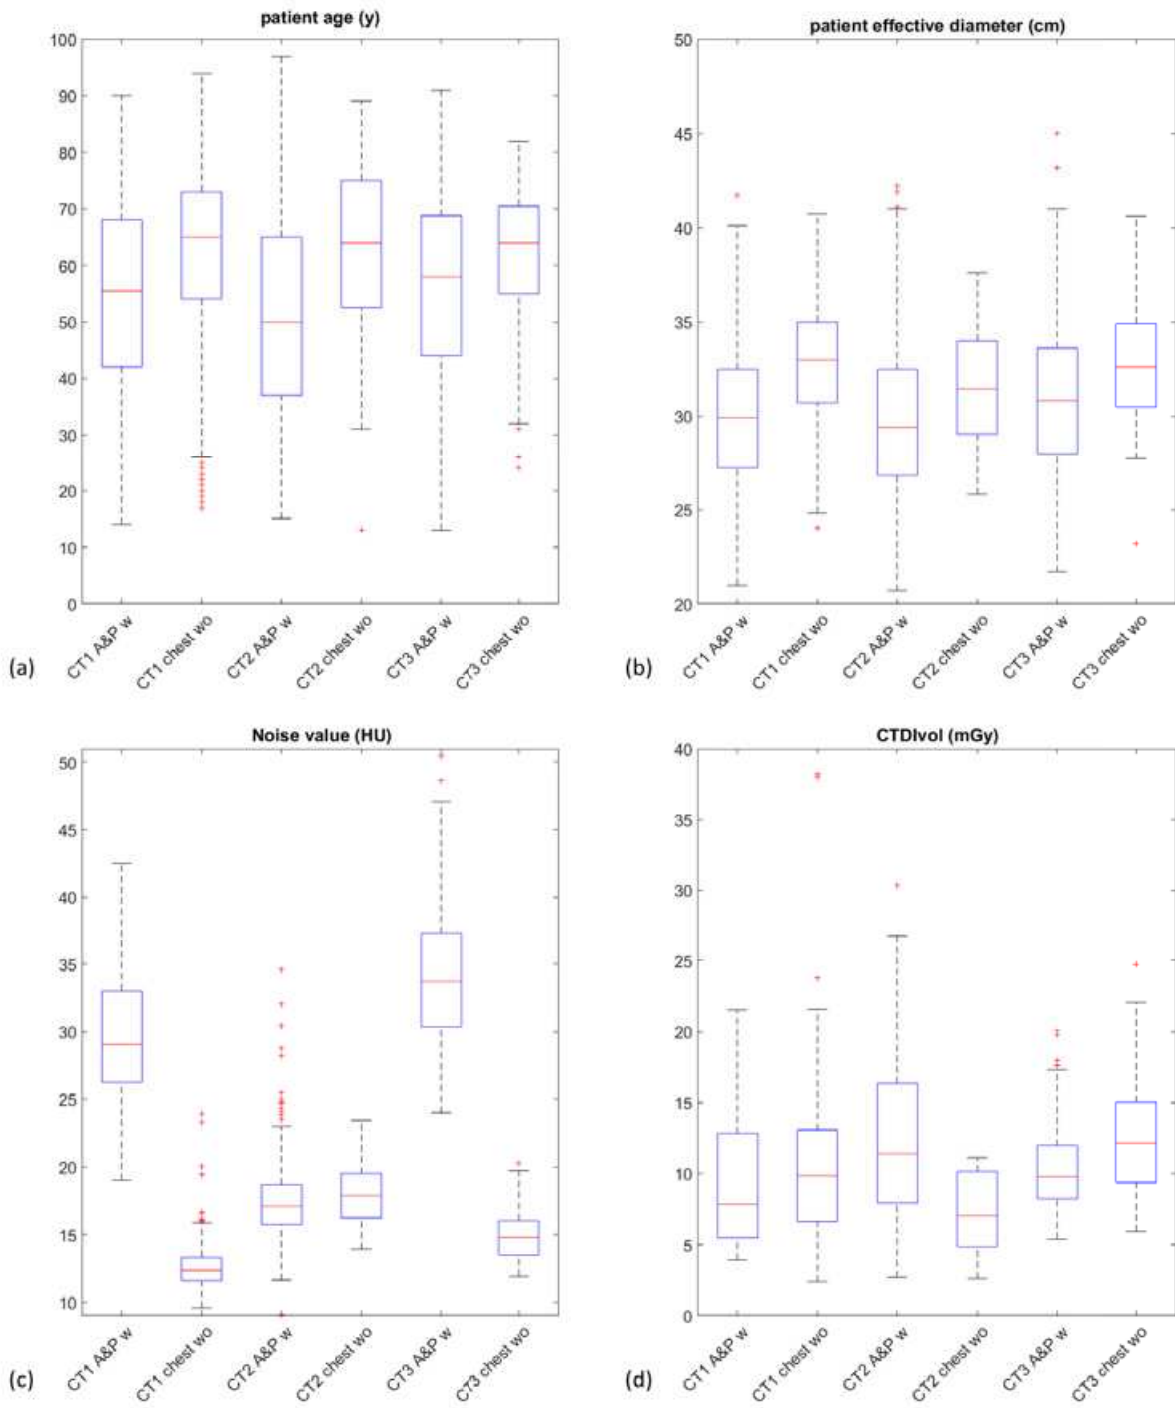 patient age (y)
100
90
80
70
60
50
40
30
20
10
0
CT1 A&P w
CT1 chest wo
CT2 A&P w
CT2 chest wo
CT3 A&P w
CT3 chest wo
(a)
patient effective diameter (cm)
50
45
40
35
30
25
20
CT1 A&P w
CT1 chest wo
CT2 A&P w
CT2 chest wo
CT3 A&P w
CT3 chest wo
(b)
Noise value (HU)
50
45
40
35
30
25
20
15
10
CT1 A&P w
CT1 chest wo
CT2 A&P w
CT2 chest wo
CT3 A&P w
CT3 chest wo
(c)
CTDIvol (mGy)
40
35
30
25
20
15
10
5
0
CT1 A&P w
CT1 chest wo
CT2 A&P w
CT2 chest wo
CT3 A&P w
CT3 chest wo
(d)